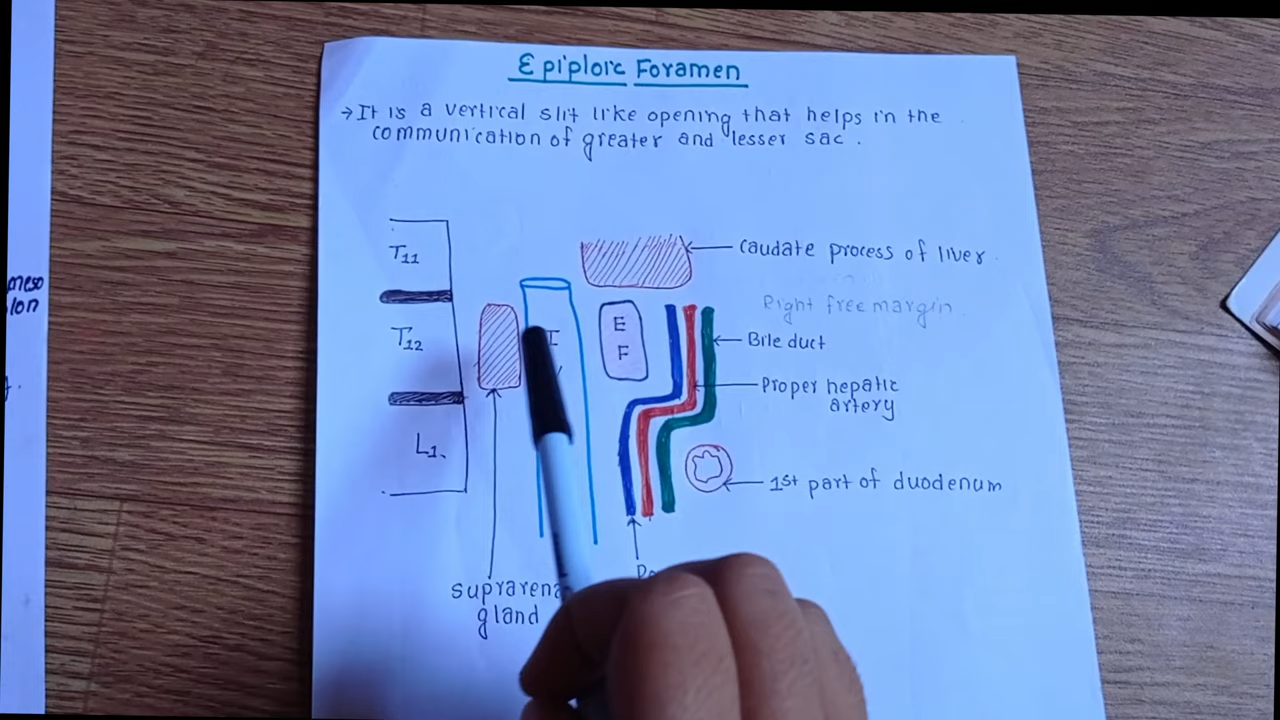 Epiploic Foramen
→It is a vertical slit like opening that helps in the
communication of greater and lesser sac.
T11
Caudate process of liver
Right free margin
T12
E
F
Bile duct
Proper hepatic
artery
L1.
1st part of duodenum
gland
meso